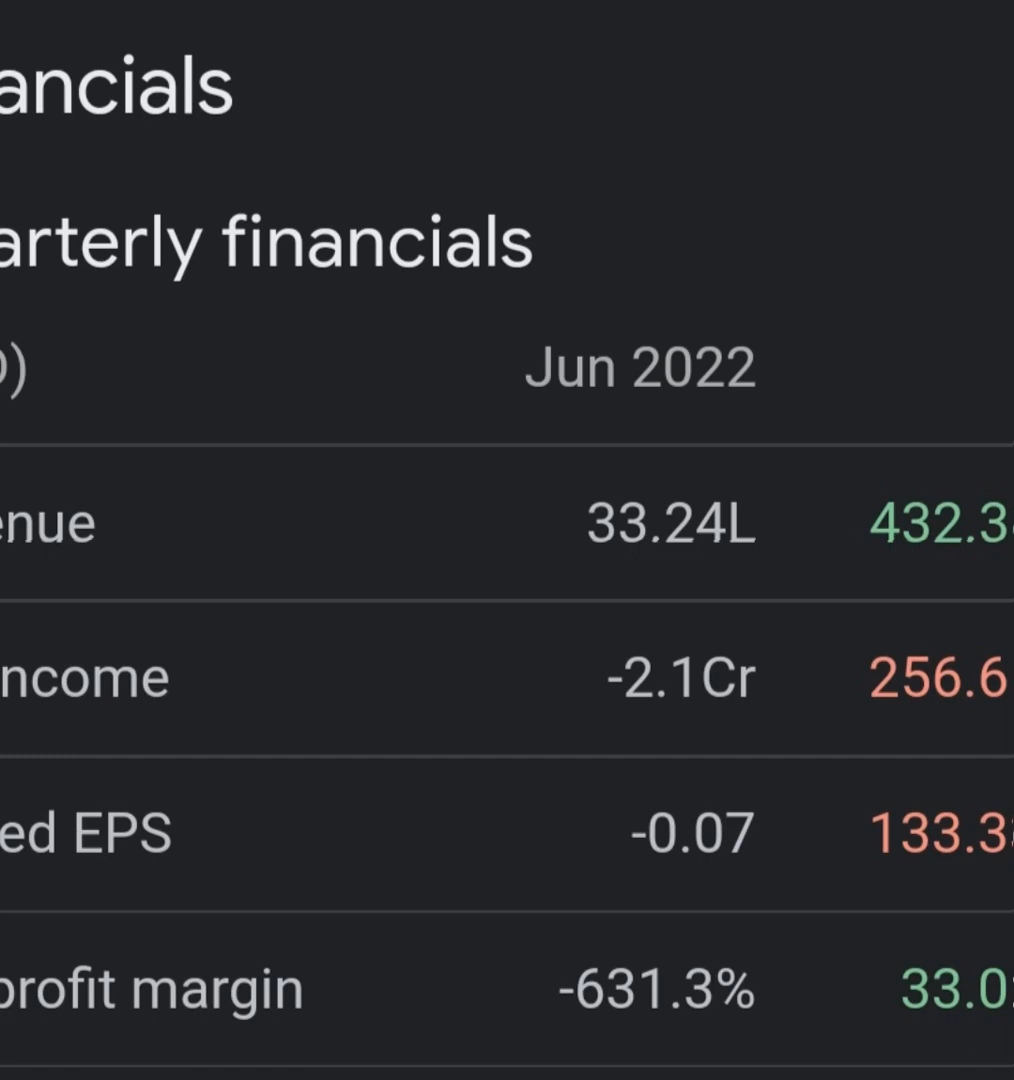 ancials
arterly financials
) Jun 2022
enue 33.24L 432.3
ncome -2.1Cr 256.6
ed EPS -0.07 133.3
profit margin -631.3% 33.0